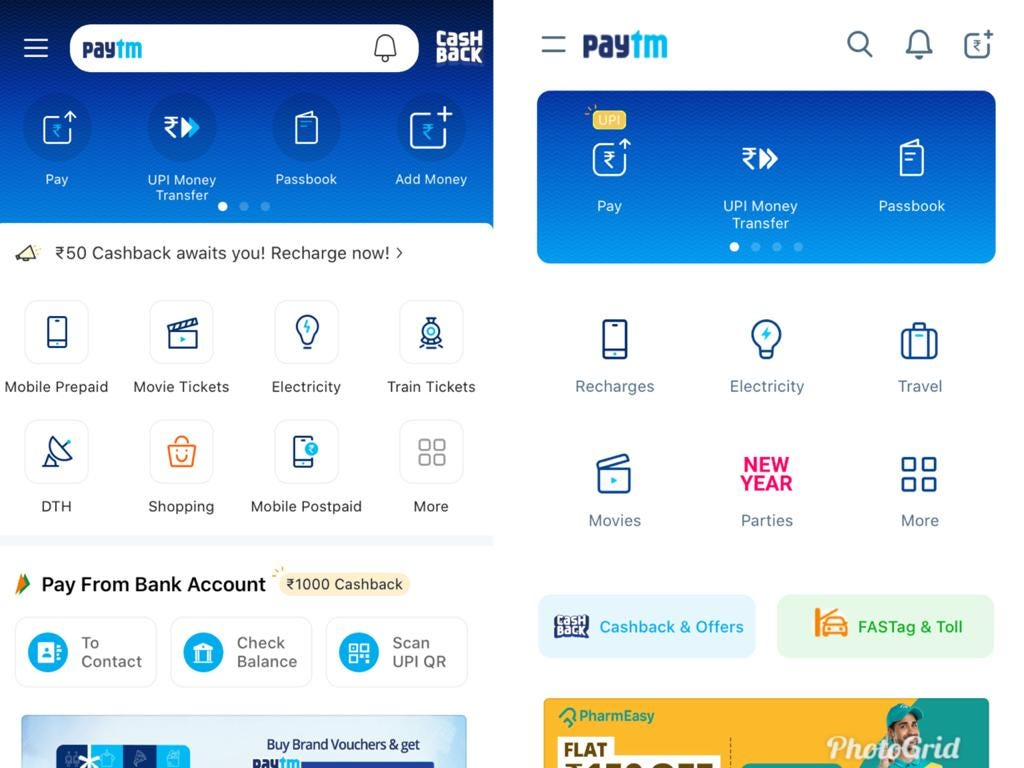 paytm
CASH
BACK
Pay
UPI Money
Transfer
Passbook
Add Money
₹50 Cashback awaits you! Recharge now! >
Mobile Prepaid
Movie Tickets
Electricity
Train Tickets
DTH
Shopping
Mobile Postpaid
More
Pay From Bank Account
₹1000 Cashback
To
Contact
Check
Balance
Scan
UPI QR
Buy Brand Vouchers & get
paytm
paytm
UPI
Pay
UPI Money
Transfer
Passbook
Recharges
Electricity
Travel
Movies
NEW
YEAR
Parties
More
CASH
BACK
Cashback & Offers
FASTag & Toll
PharmEasy
FLAT
PhotoGrid